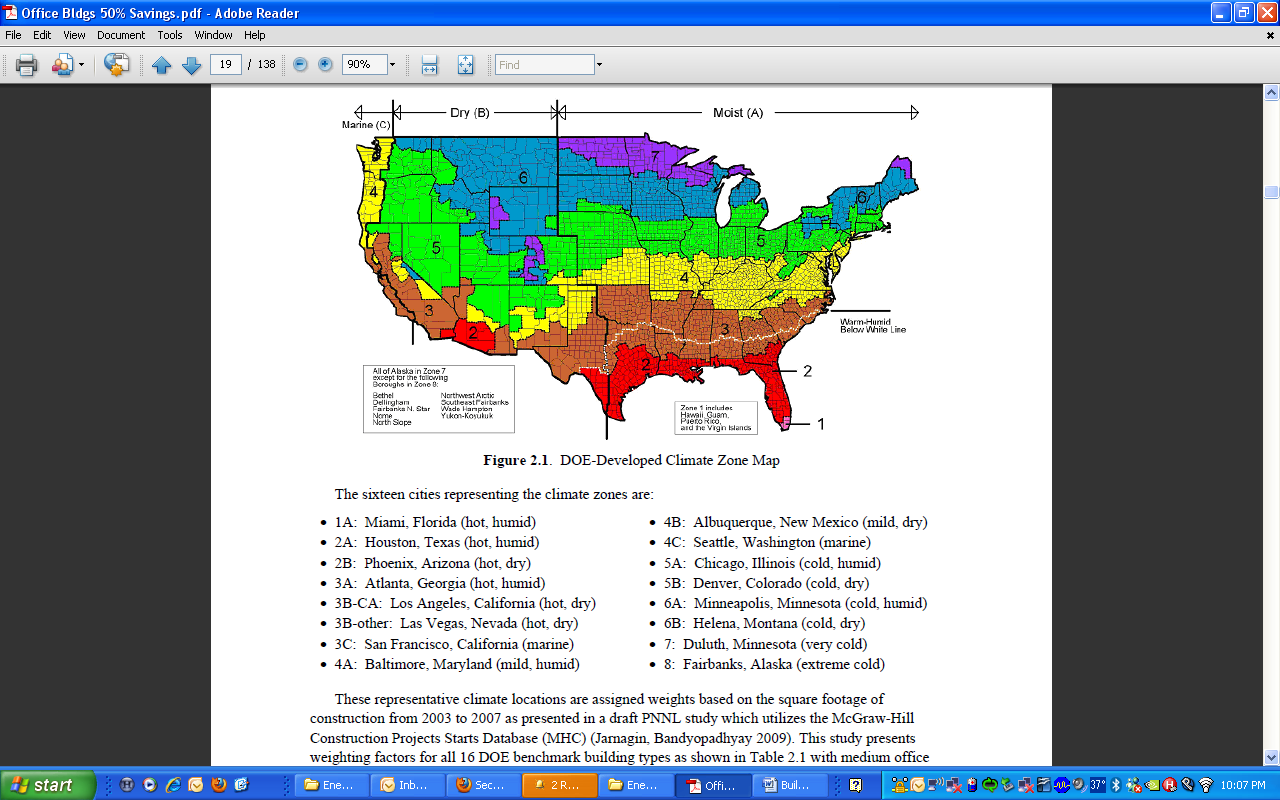 Office Bldgs 50% Savings.pdf - Adobe Reader
File Edit View Document Tools Window Help
19 / 138 90% Find
Dry (B) Moist (A)
Marine (C)
7
6
4
6
5
5
4
3
3
2
2
Warm-Humid
Below White Line
2
1
All of Alaska in Zone 7
except for the following
Boroughs in Zone 8:
Bethel Northwest Arctic
Dellingham Southeast Fairbanks
Fairbanks N. Star Wade Hampton
Nome Yukon-Koyukuk
North Slope
Zone 1 includes
Hawaii, Guam,
Puerto Rico,
and the Virgin Islands
Figure 2.1. DOE-Developed Climate Zone Map
The sixteen cities representing the climate zones are:
• 1A: Miami, Florida (hot, humid)
• 2A: Houston, Texas (hot, humid)
• 2B: Phoenix, Arizona (hot, dry)
• 3A: Atlanta, Georgia (hot, humid)
• 3B-CA: Los Angeles, California (hot, dry)
• 3B-other: Las Vegas, Nevada (hot, dry)
• 3C: San Francisco, California (marine)
• 4A: Baltimore, Maryland (mild, humid)
• 4B: Albuquerque, New Mexico (mild, dry)
• 4C: Seattle, Washington (marine)
• 5A: Chicago, Illinois (cold, humid)
• 5B: Denver, Colorado (cold, dry)
• 6A: Minneapolis, Minnesota (cold, humid)
• 6B: Helena, Montana (cold, dry)
• 7: Duluth, Minnesota (very cold)
• 8: Fairbanks, Alaska (extreme cold)
These representative climate locations are assigned weights based on the square footage of
construction from 2003 to 2007 as presented in a draft PNNL study which utilizes the McGraw-Hill
Construction Projects Starts Database (MHC) (Jarnagin, Bandyopadhyay 2009). This study presents
weighting factors for all 16 DOE benchmark building types as shown in Table 2.1 with medium office
start Ene... Inb... Sec... 2 R... Ene... Offi... Buil... 37° 10:07 PM